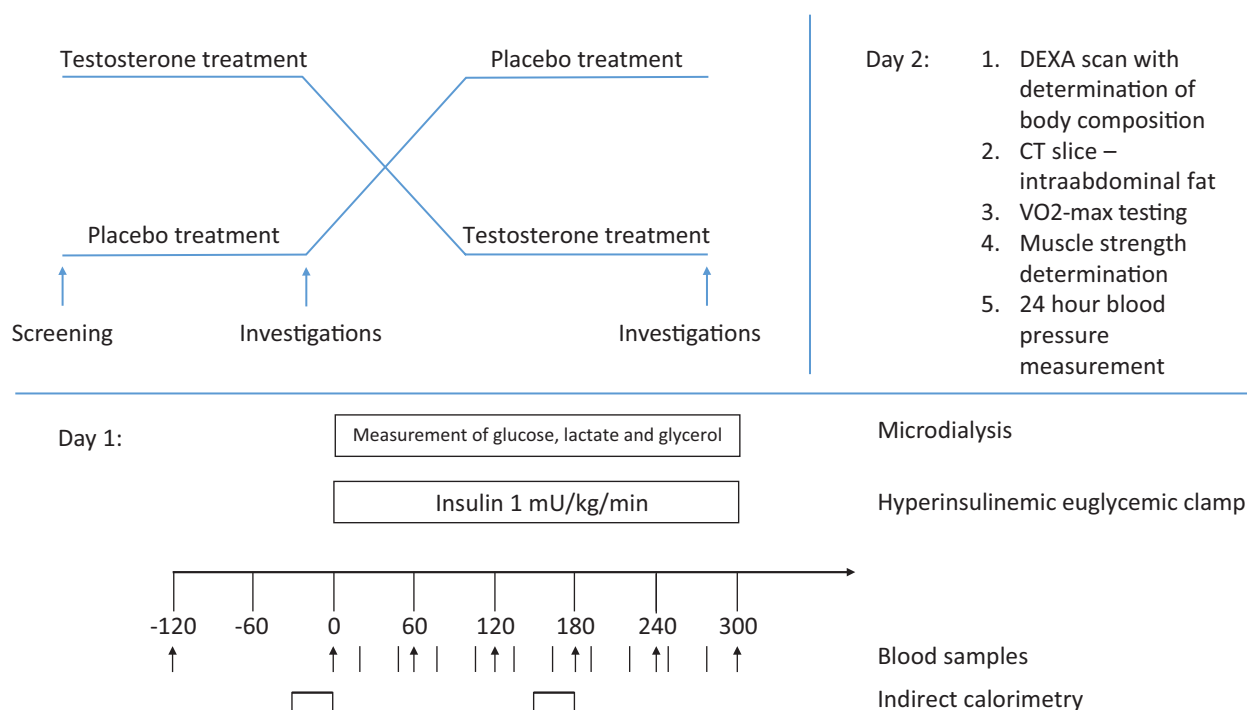 Testosterone treatment
Placebo treatment
Placebo treatment
Testosterone treatment
Screening
Investigations
Investigations
Day 2:
1. DEXA scan with
determination of
body composition
2. CT slice –
intraabdominal fat
3. VO2-max testing
4. Muscle strength
determination
5. 24 hour blood
pressure
measurement
Day 1:
Measurement of glucose, lactate and glycerol
Microdialysis
Insulin 1 mU/kg/min
Hyperinsulinemic euglycemic clamp
-120 -60 0 60 120 180 240 300
Blood samples
Indirect calorimetry